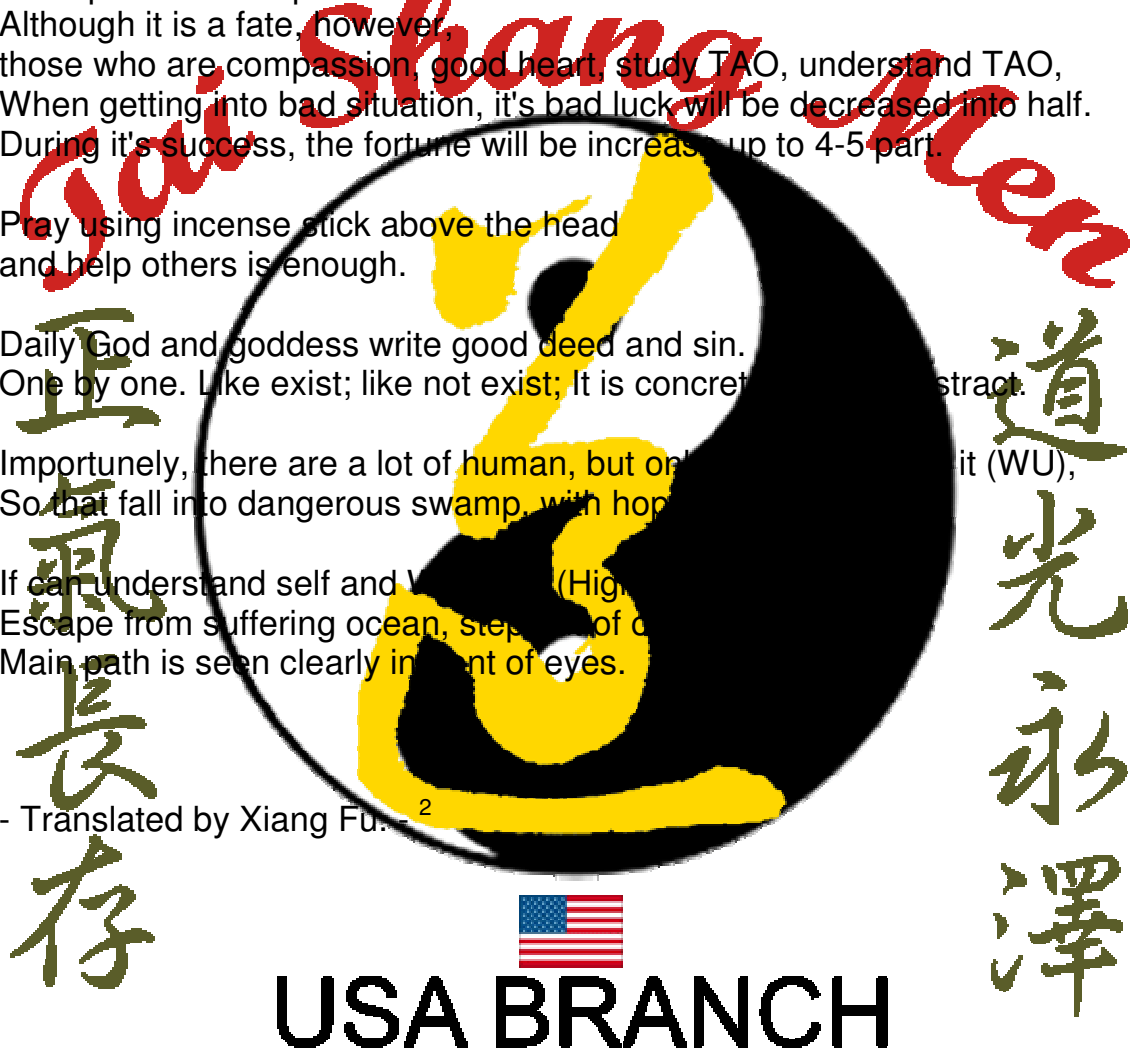 Tai Shang Men
Although it is a fate, however,
those who are compassion, good heart, study TAO, understand TAO,
When getting into bad situation, it's bad luck will be decreased into half.
During it's success, the fortune will be increase up to 4-5 part.
Pray using incense stick above the head
and help others is enough.
Daily God and goddess write good deed and sin.
One by one. Like exist; like not exist; It is
Importunely, there are a lot of human, but it (WU),
So that fall into dangerous swamp, with
If can understand self and
Escape from suffering ocean, of
Main path is seen clearly in of eyes.
- Translated by Xiang Fu. - 2
正氣長存
道光永澤
USA BRANCH